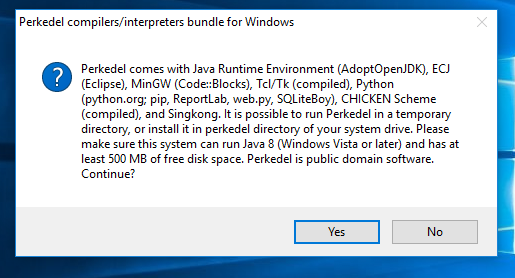 Perkedel compilers/interpreters bundle for Windows
Perkedel comes with Java Runtime Environment (AdoptOpenJDK), ECJ
(Eclipse), MinGW (Code::Blocks), Tcl/Tk (compiled), Python
(python.org; pip, ReportLab, web.py, SQLiteBoy), CHICKEN Scheme
(compiled), and Singkong. It is possible to run Perkedel in a temporary
directory, or install it in perkedel directory of your system drive. Please
make sure this system can run Java 8 (Windows Vista or later) and has at
least 500 MB of free disk space. Perkedel is public domain software.
Continue?
Yes
No